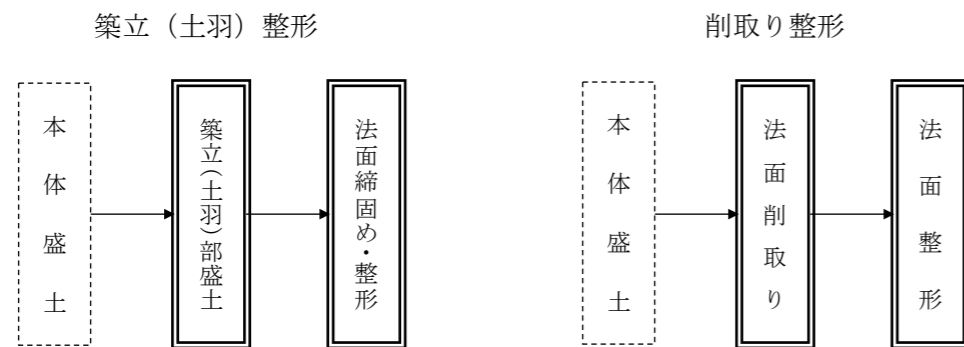 築立（土羽）整形
本体盛土
築立（土羽）部盛土
法面締固め・整形
削取り整形
本体盛土
法面削取り
法面整形